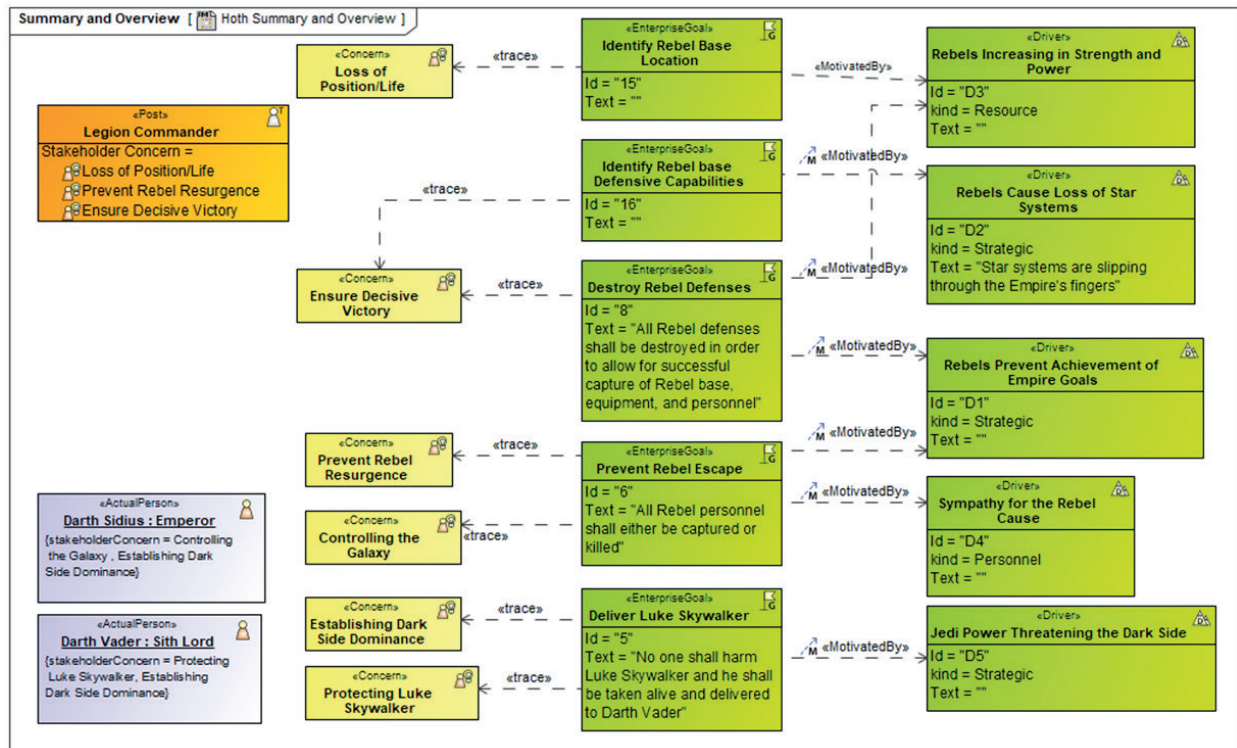 Summary and Overview [ Hoth Summary and Overview ]
«Post»
Legion Commander
Stakeholder Concern =
Loss of Position/Life
Prevent Rebel Resurgence
Ensure Decisive Victory
«ActualPerson»
Darth Sidius : Emperor
{stakeholderConcern = Controlling
the Galaxy , Establishing Dark
Side Dominance}
«ActualPerson»
Darth Vader : Sith Lord
{stakeholderConcern = Protecting
Luke Skywalker, Establishing
Dark Side Dominance}
«Concern»
Loss of
Position/Life
«Concern»
Ensure Decisive
Victory
«Concern»
Prevent Rebel
Resurgence
«Concern»
Controlling the
Galaxy
«Concern»
Establishing Dark
Side Dominance
«Concern»
Protecting Luke
Skywalker
«trace»
«trace»
«trace»
«trace»
«trace»
«trace»
«trace»
«EnterpriseGoal»
G
Identify Rebel Base
Location
Id = "15"
Text = ""
«EnterpriseGoal»
G
Identify Rebel base
Defensive Capabilities
Id = "16"
Text = ""
«EnterpriseGoal»
G
Destroy Rebel Defenses
Id = "8"
Text = "All Rebel defenses
shall be destroyed in order
to allow for successful
capture of Rebel base,
equipment, and personnel"
«EnterpriseGoal»
G
Prevent Rebel Escape
Id = "6"
Text = "All Rebel personnel
shall either be captured or
killed"
«EnterpriseGoal»
G
Deliver Luke Skywalker
Id = "5"
Text = "No one shall harm
Luke Skywalker and he shall
be taken alive and delivered
to Darth Vader"
«MotivatedBy»
M «MotivatedBy»
M «MotivatedBy»
M «MotivatedBy»
M «MotivatedBy»
M «MotivatedBy»
M «MotivatedBy»
«Driver»
Rebels Increasing in Strength and
Power
Id = "D3"
kind = Resource
Text = ""
«Driver»
Rebels Cause Loss of Star
Systems
Id = "D2"
kind = Strategic
Text = "Star systems are slipping
through the Empire's fingers"
«Driver»
Rebels Prevent Achievement of
Empire Goals
Id = "D1"
kind = Strategic
Text = ""
«Driver»
Sympathy for the Rebel
Cause
Id = "D4"
kind = Personnel
Text = ""
«Driver»
Jedi Power Threatening the Dark Side
Id = "D5"
kind = Strategic
Text = ""